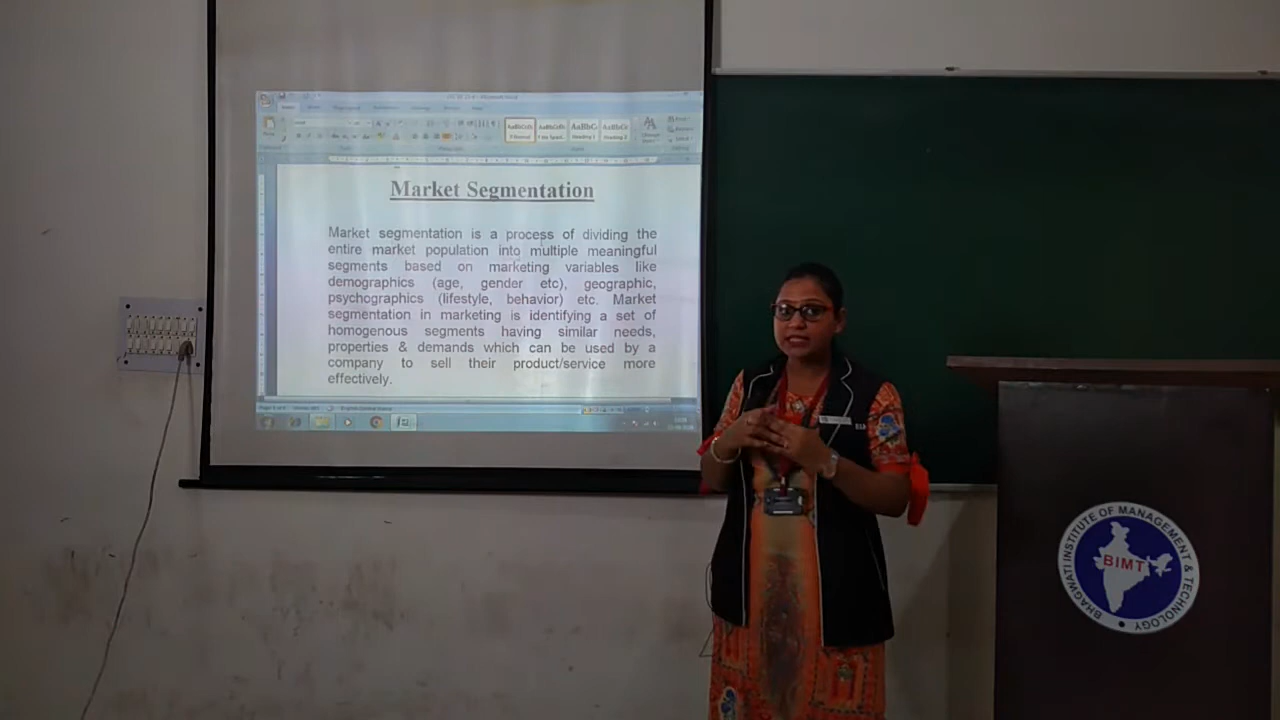 Market Segmentation
Market segmentation is a process of dividing the
entire market population into multiple meaningful
segments based on marketing variables like
demographics (age, gender etc), geographic,
psychographics (lifestyle, behavior) etc. Market
segmentation in marketing is identifying a set of
homogenous segments having similar needs,
properties & demands which can be used by a
company to sell their product/service more
effectively.
BHAGWATI INSTITUTE OF MANAGEMENT & TECHNOLOGY
BIMT